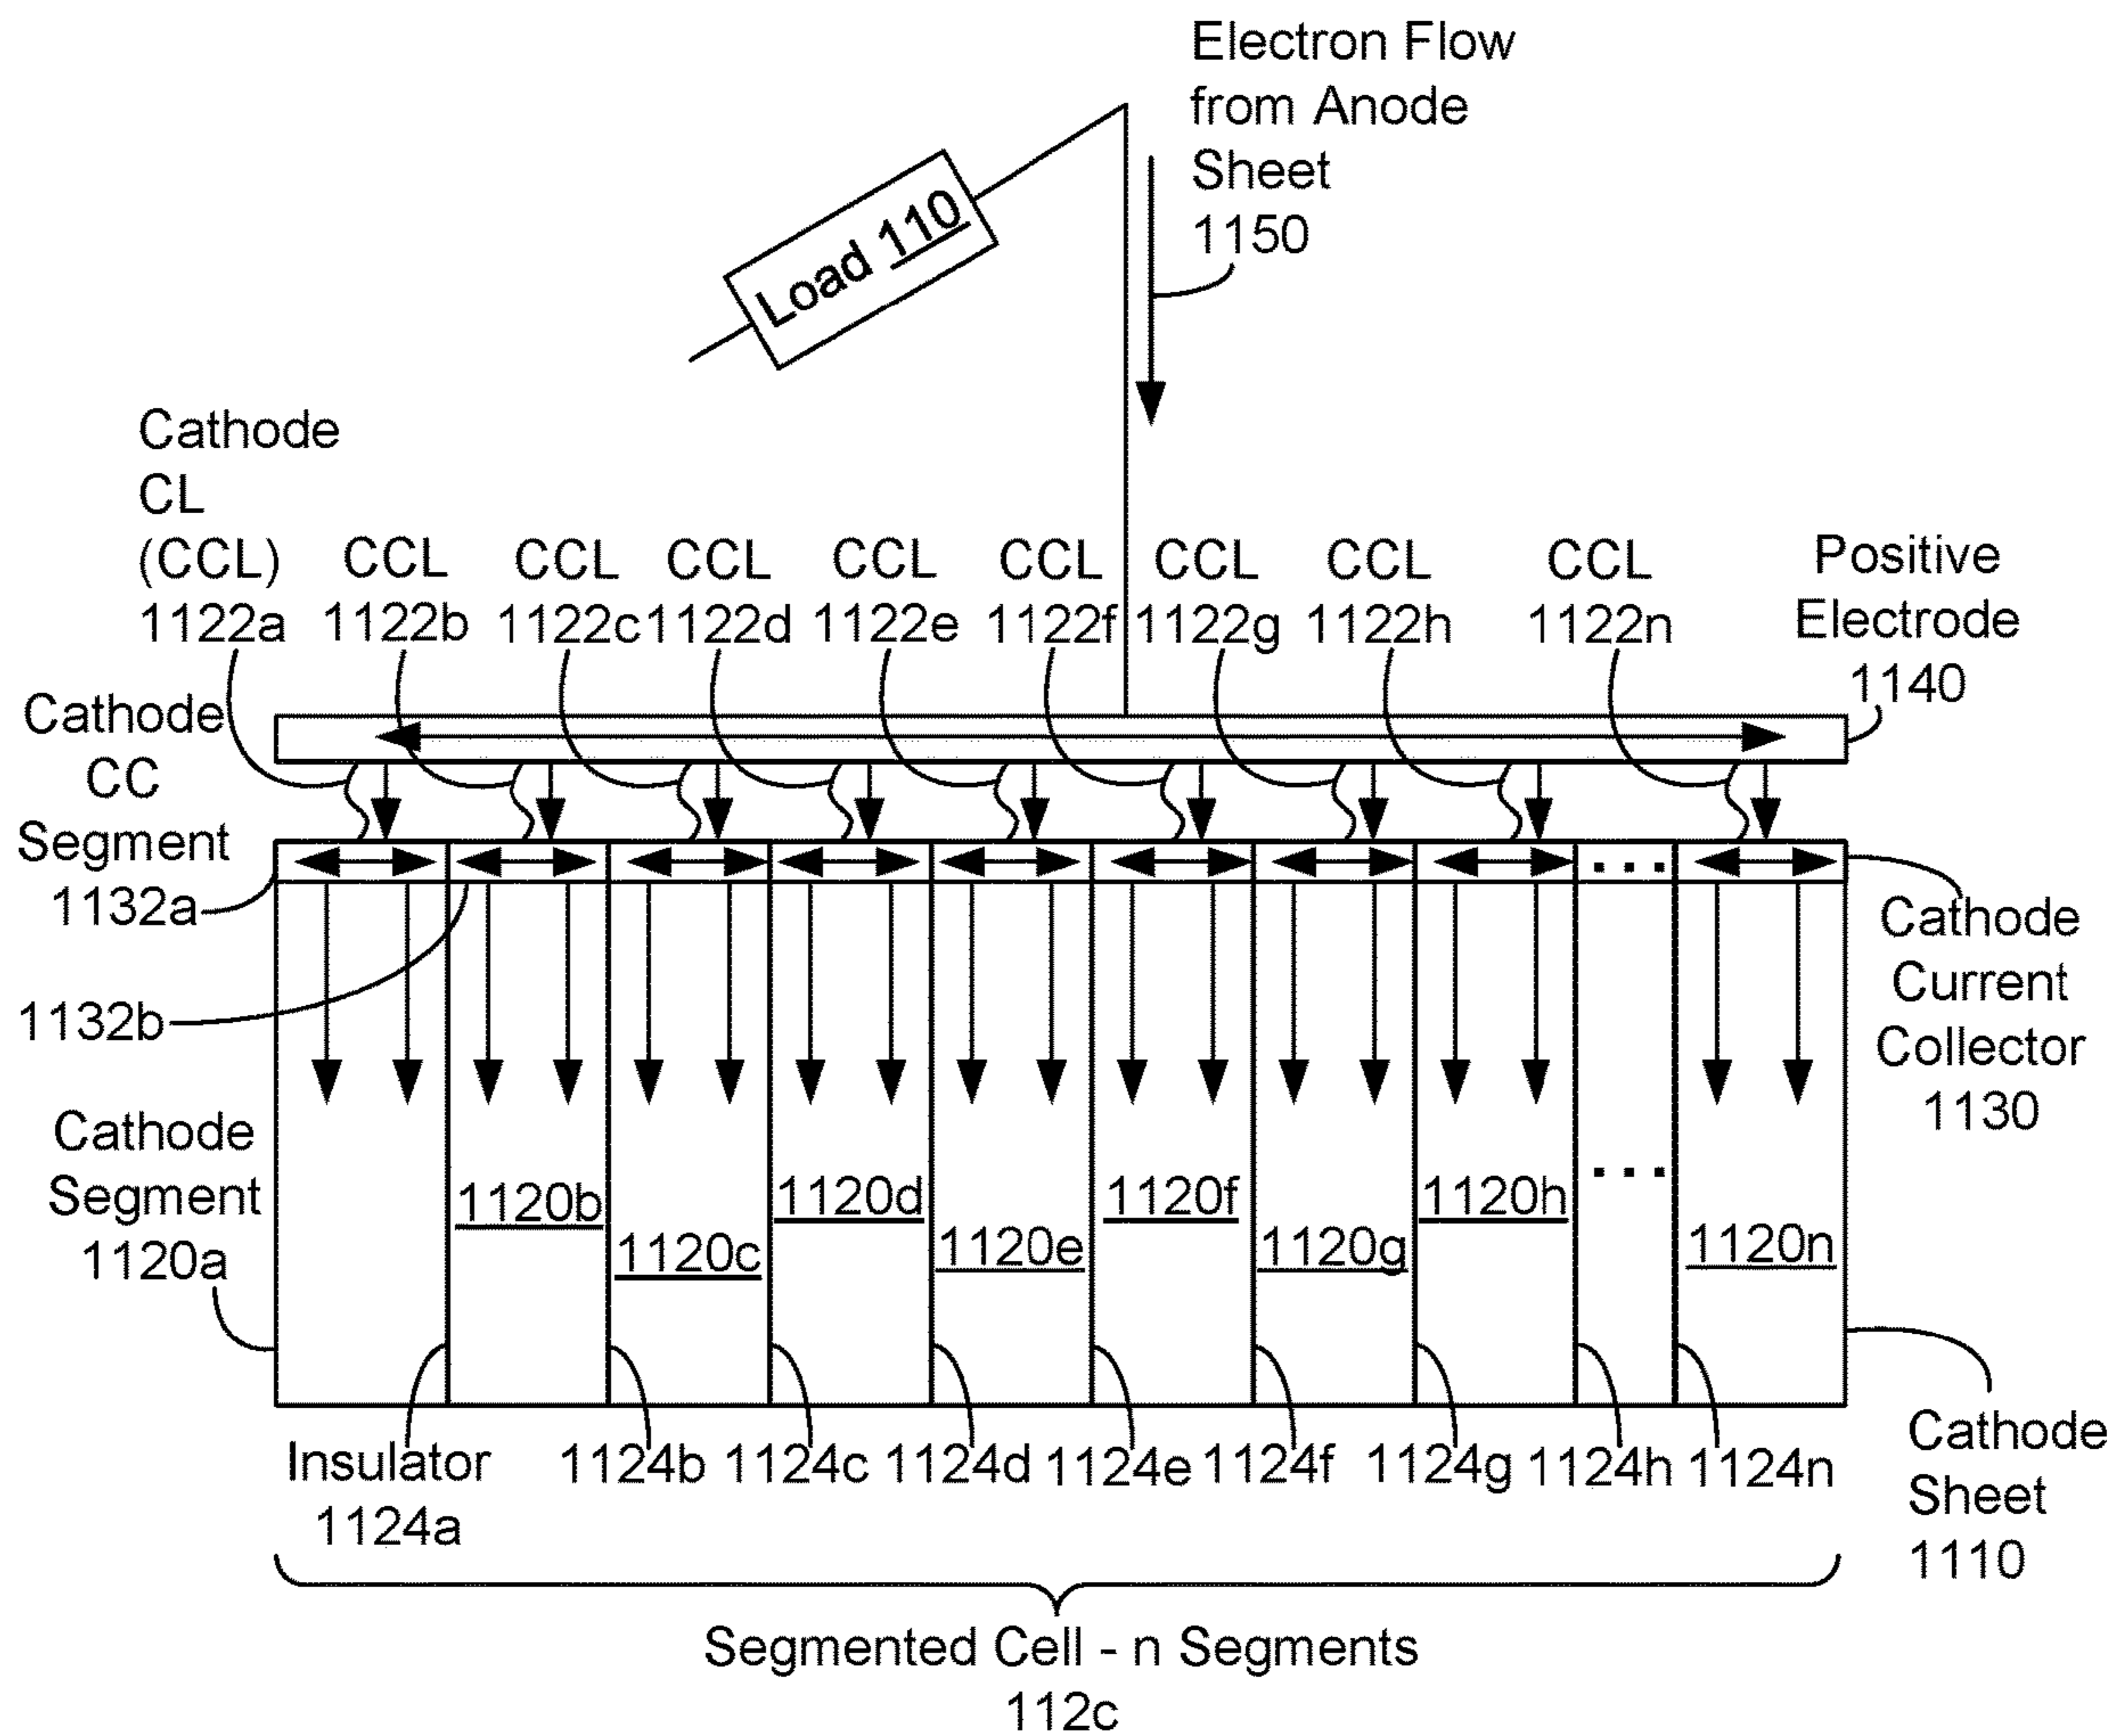 Electron Flow
from Anode
Sheet
1150
Load 110
Cathode
CL
(CCL) CCL CCL CCL CCL CCL CCL CCL CCL
1122a 1122b 1122c 1122d 1122e 1122f 1122g 1122h 1122n
Positive
Electrode
1140
Cathode
CC
Segment
1132a
1132b
... 
Cathode
Current
Collector
1130
Cathode
Segment
1120a
1120b 1120c 1120d 1120e 1120f 1120g 1120h ... 1120n
Insulator
1124a
1124b 1124c 1124d 1124e 1124f 1124g 1124h 1124n
Cathode
Sheet
1110
Segmented Cell - n Segments
112c